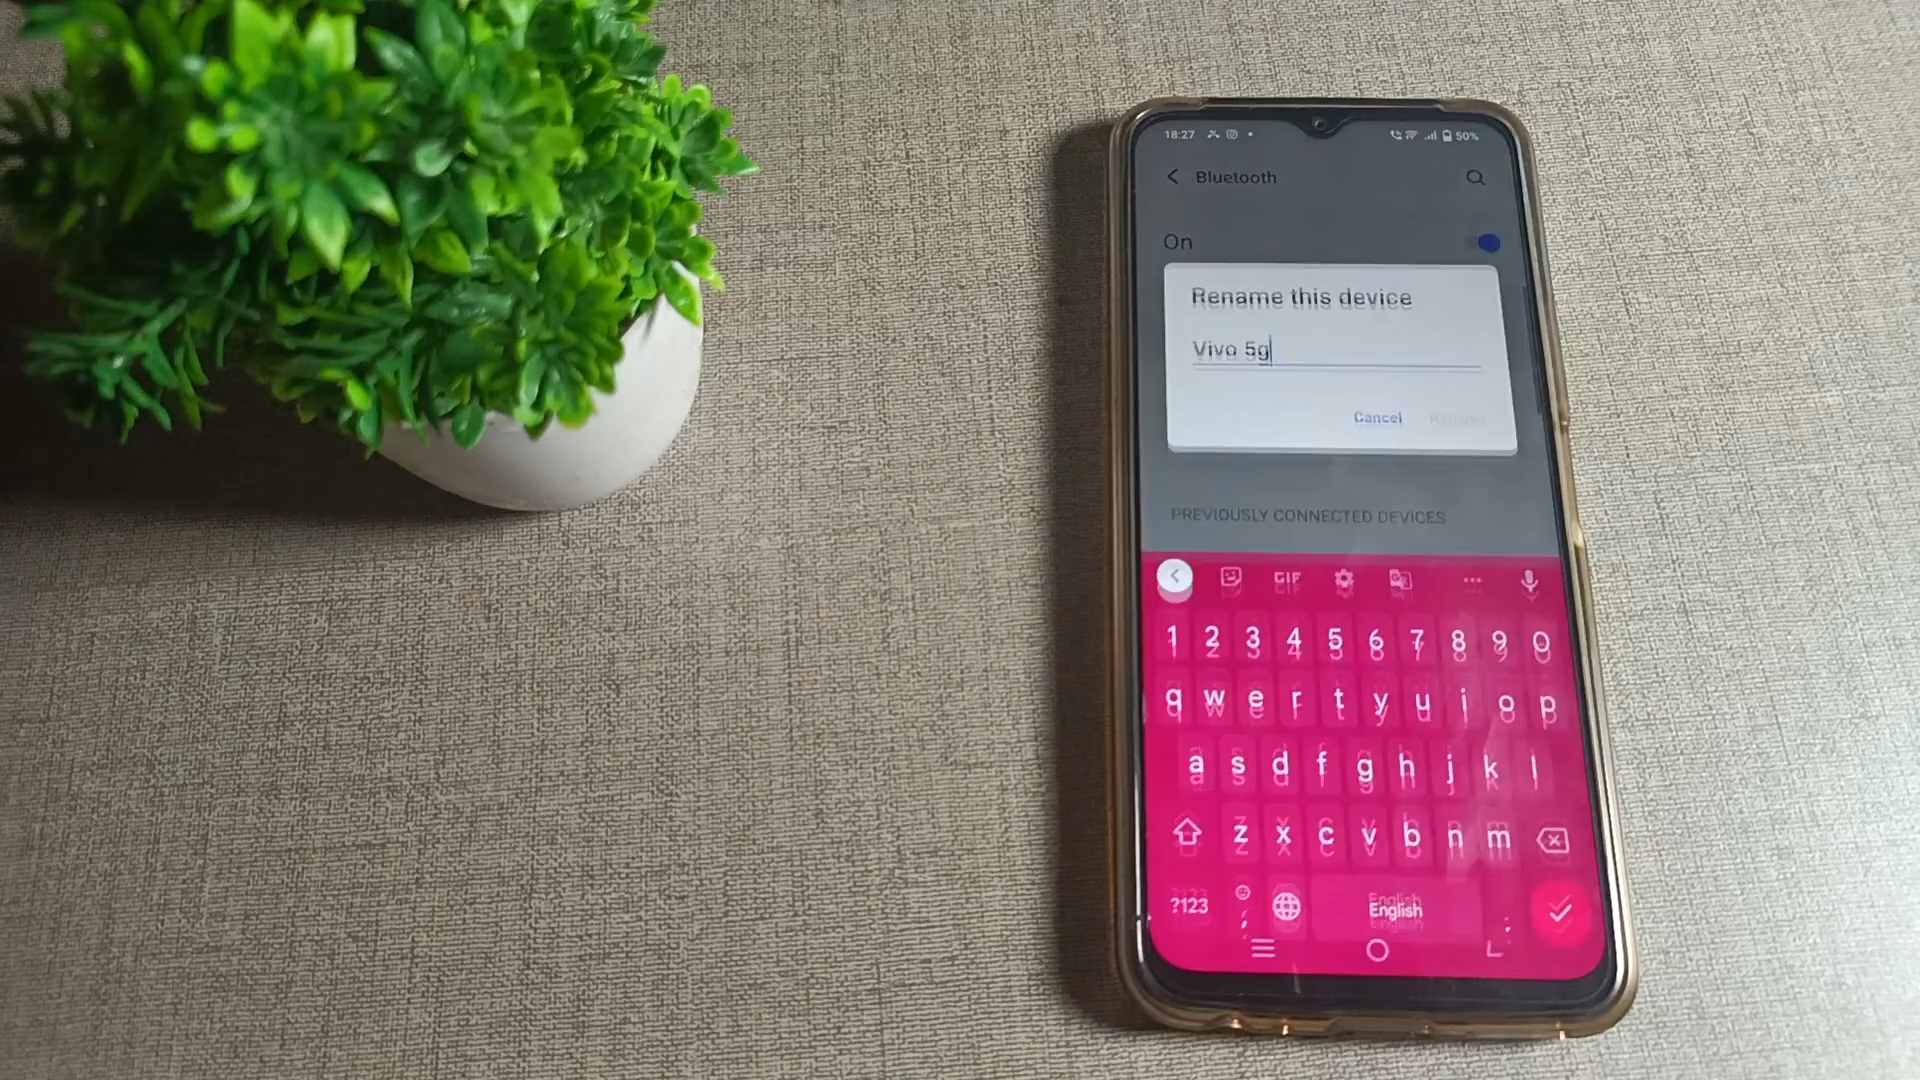 18:27
50%
Bluetooth
On
Rename this device
Vivo 5g
Cancel
PREVIOUSLY CONNECTED DEVICES
GIF
1 2 3 4 5 6 7 8 9 0
q w e r t y u i o p
a s d f g h j k l
z x c v b n m
?123 , English .